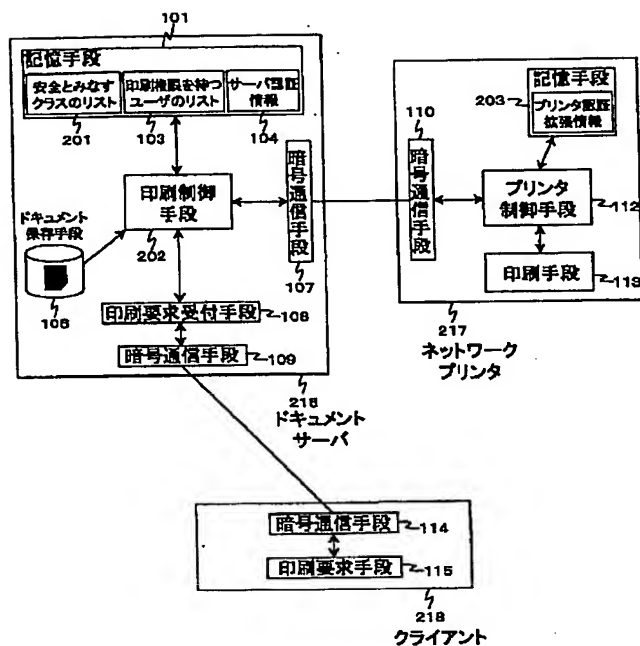 101
記憶手段
安全とみなす
クラスのリスト
印刷権限を持つ
ユーザのリスト
サーバ認証
情報
201
103
104
印刷制御
手段
202
ドキュメント
保存手段
106
暗号通信手段
107
印刷要求受付手段
108
暗号通信手段
109
216
ドキュメント
サーバ
110
暗号通信手段
記憶手段
203
プリンタ認証
拡張情報
プリンタ
制御手段
112
印刷手段
113
217
ネットワーク
プリンタ
暗号通信手段
114
印刷要求手段
115
218
クライアント